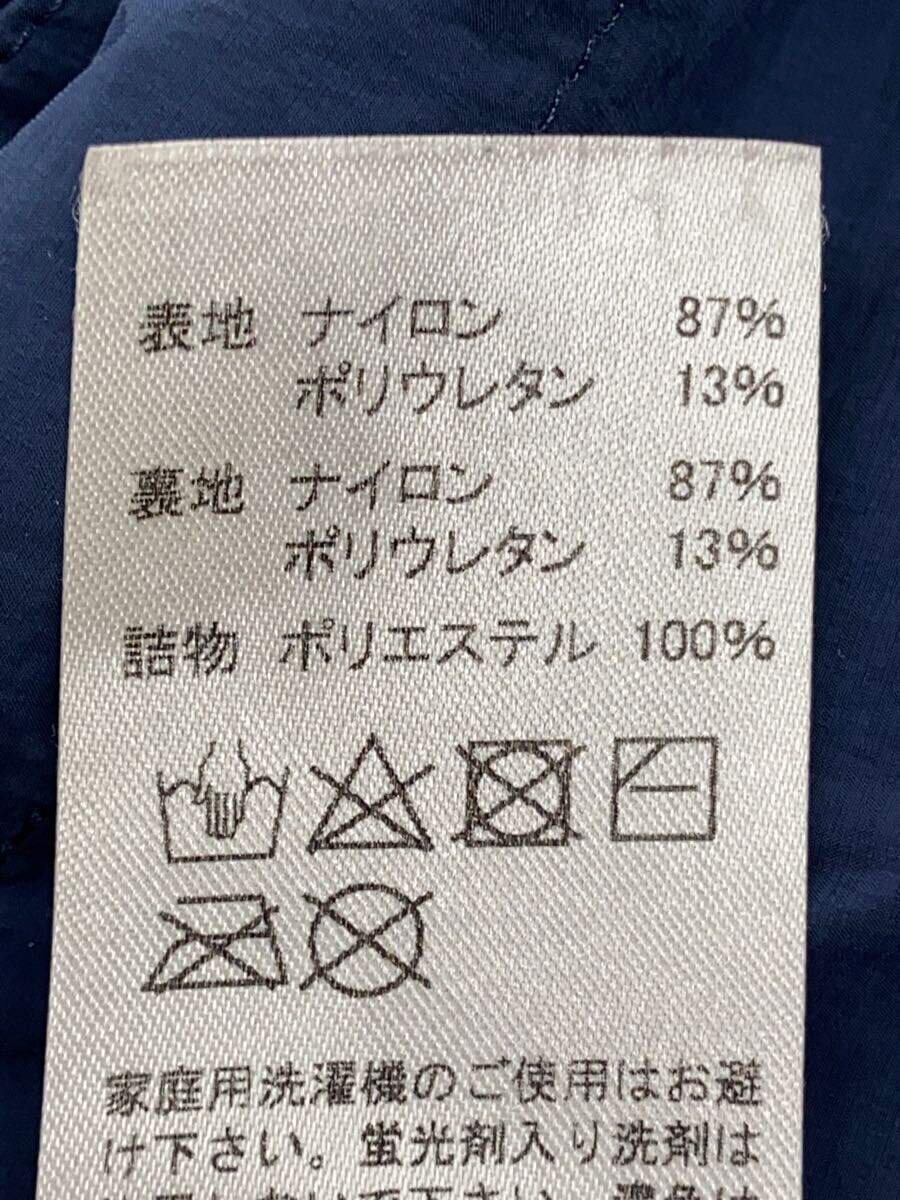 表地 ナイロン 87%
ポリウレタン 13%
裏地 ナイロン 87%
ポリウレタン 13%
詰物 ポリエステル 100%
家庭用洗濯機のご使用はお避
け下さい。蛍光剤入り洗剤は